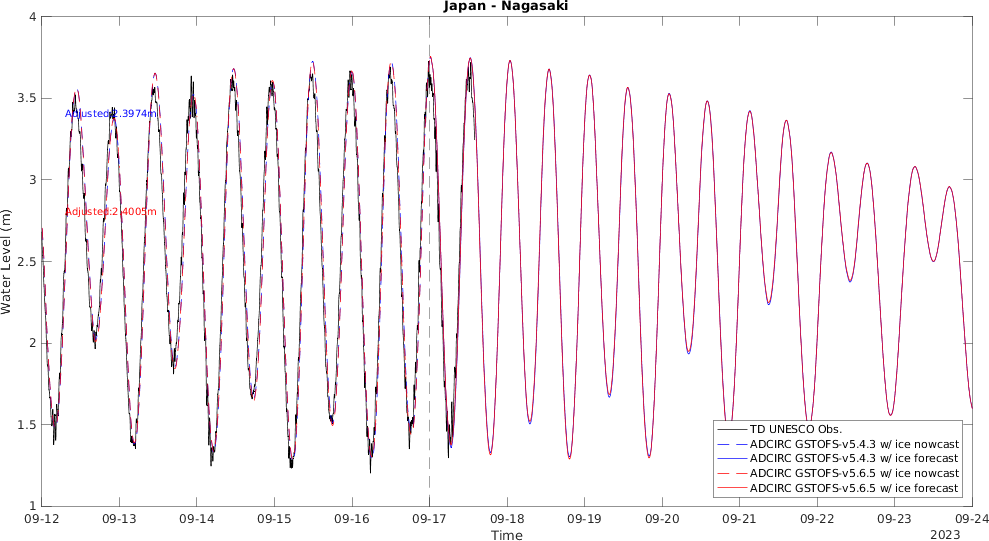 Japan - Nagasaki
4
3.5
3
2.5
2
1.5
1
Water Level (m)
Adjusted:2.3974m
Adjusted:2.4005m
TD UNESCO Obs.
ADCIRC GSTOFS-v5.4.3 w/ ice nowcast
ADCIRC GSTOFS-v5.4.3 w/ ice forecast
ADCIRC GSTOFS-v5.6.5 w/ ice nowcast
ADCIRC GSTOFS-v5.6.5 w/ ice forecast
09-12 09-13 09-14 09-15 09-16 09-17 09-18 09-19 09-20 09-21 09-22 09-23 09-24
Time
2023